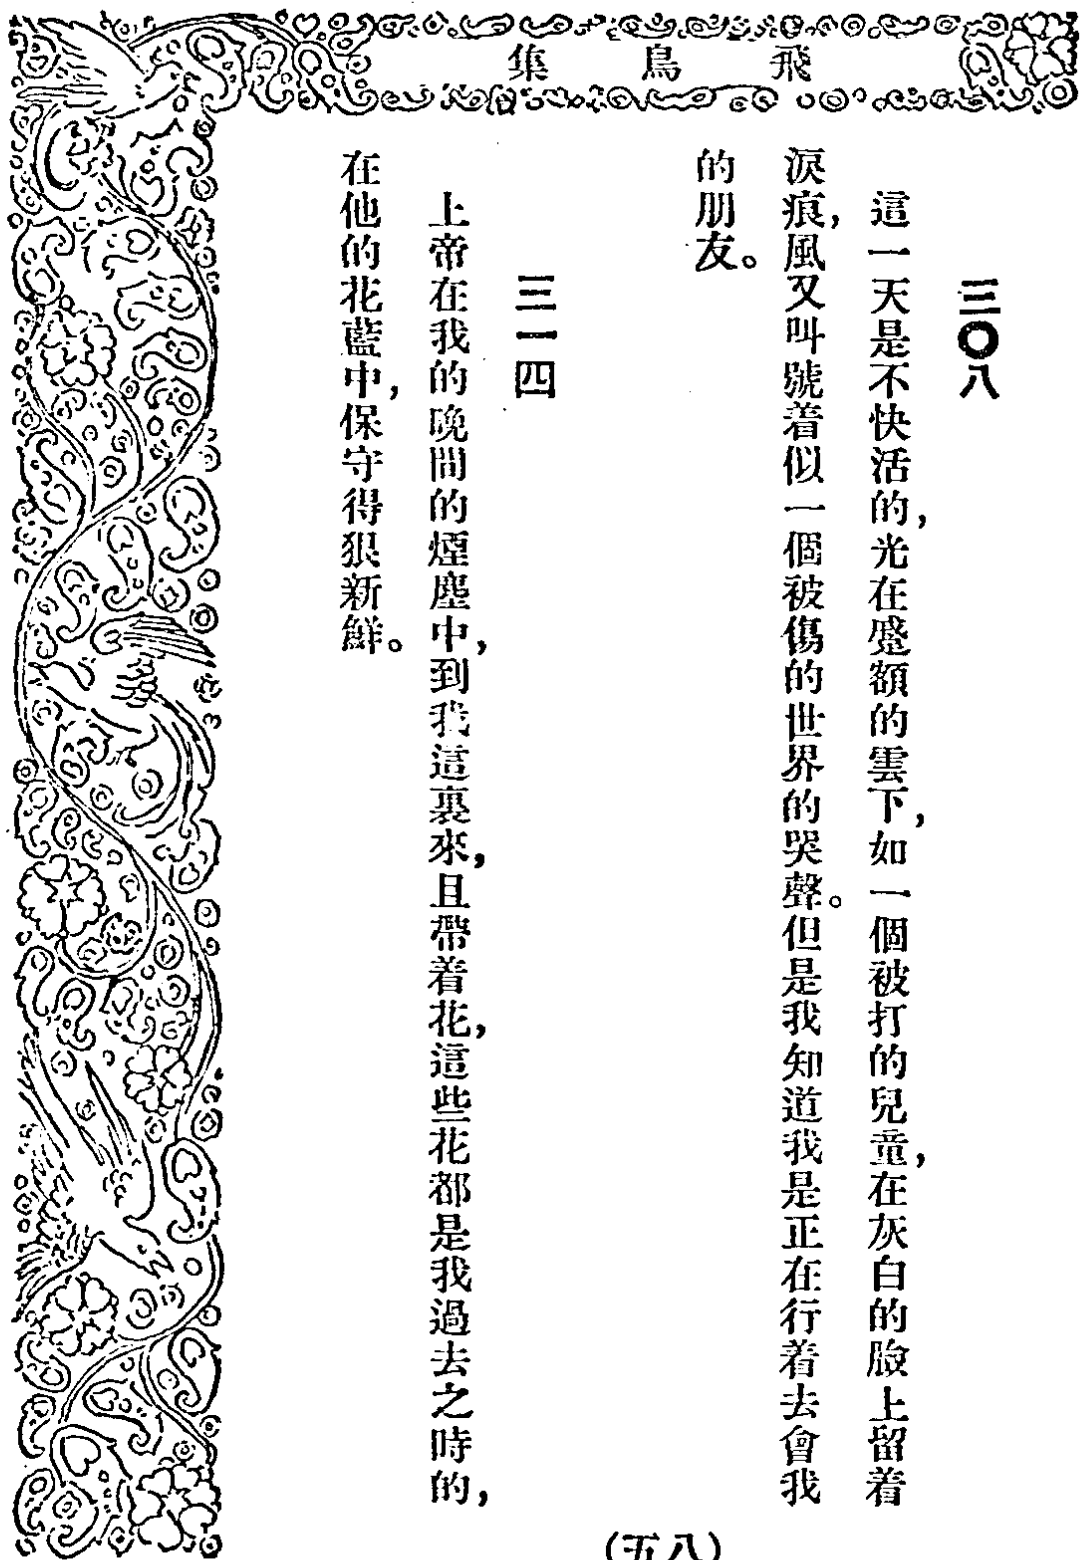 飛鳥集
三〇八
這一天是不快活的，光在蹙額的雲下，如一個被打的兒童，在灰白的臉上留着
淚痕，風又叫號着似一個被傷的世界的哭聲。但是我知道我是正在行着去會我
的朋友。
三一四
上帝在我的晚間的煙塵中，到我這裏來，且帶着花，這些花都是我過去之時的，
在他的花藍中，保守得狠新鮮。
(五八)